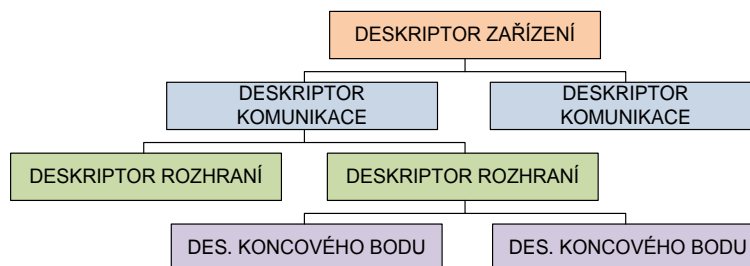 DESKRIPTOR ZAŘÍZENÍ
DESKRIPTOR
KOMUNIKACE
DESKRIPTOR
KOMUNIKACE
DESKRIPTOR ROZHRANÍ
DESKRIPTOR ROZHRANÍ
DES. KONCOVÉHO BODU
DES. KONCOVÉHO BODU